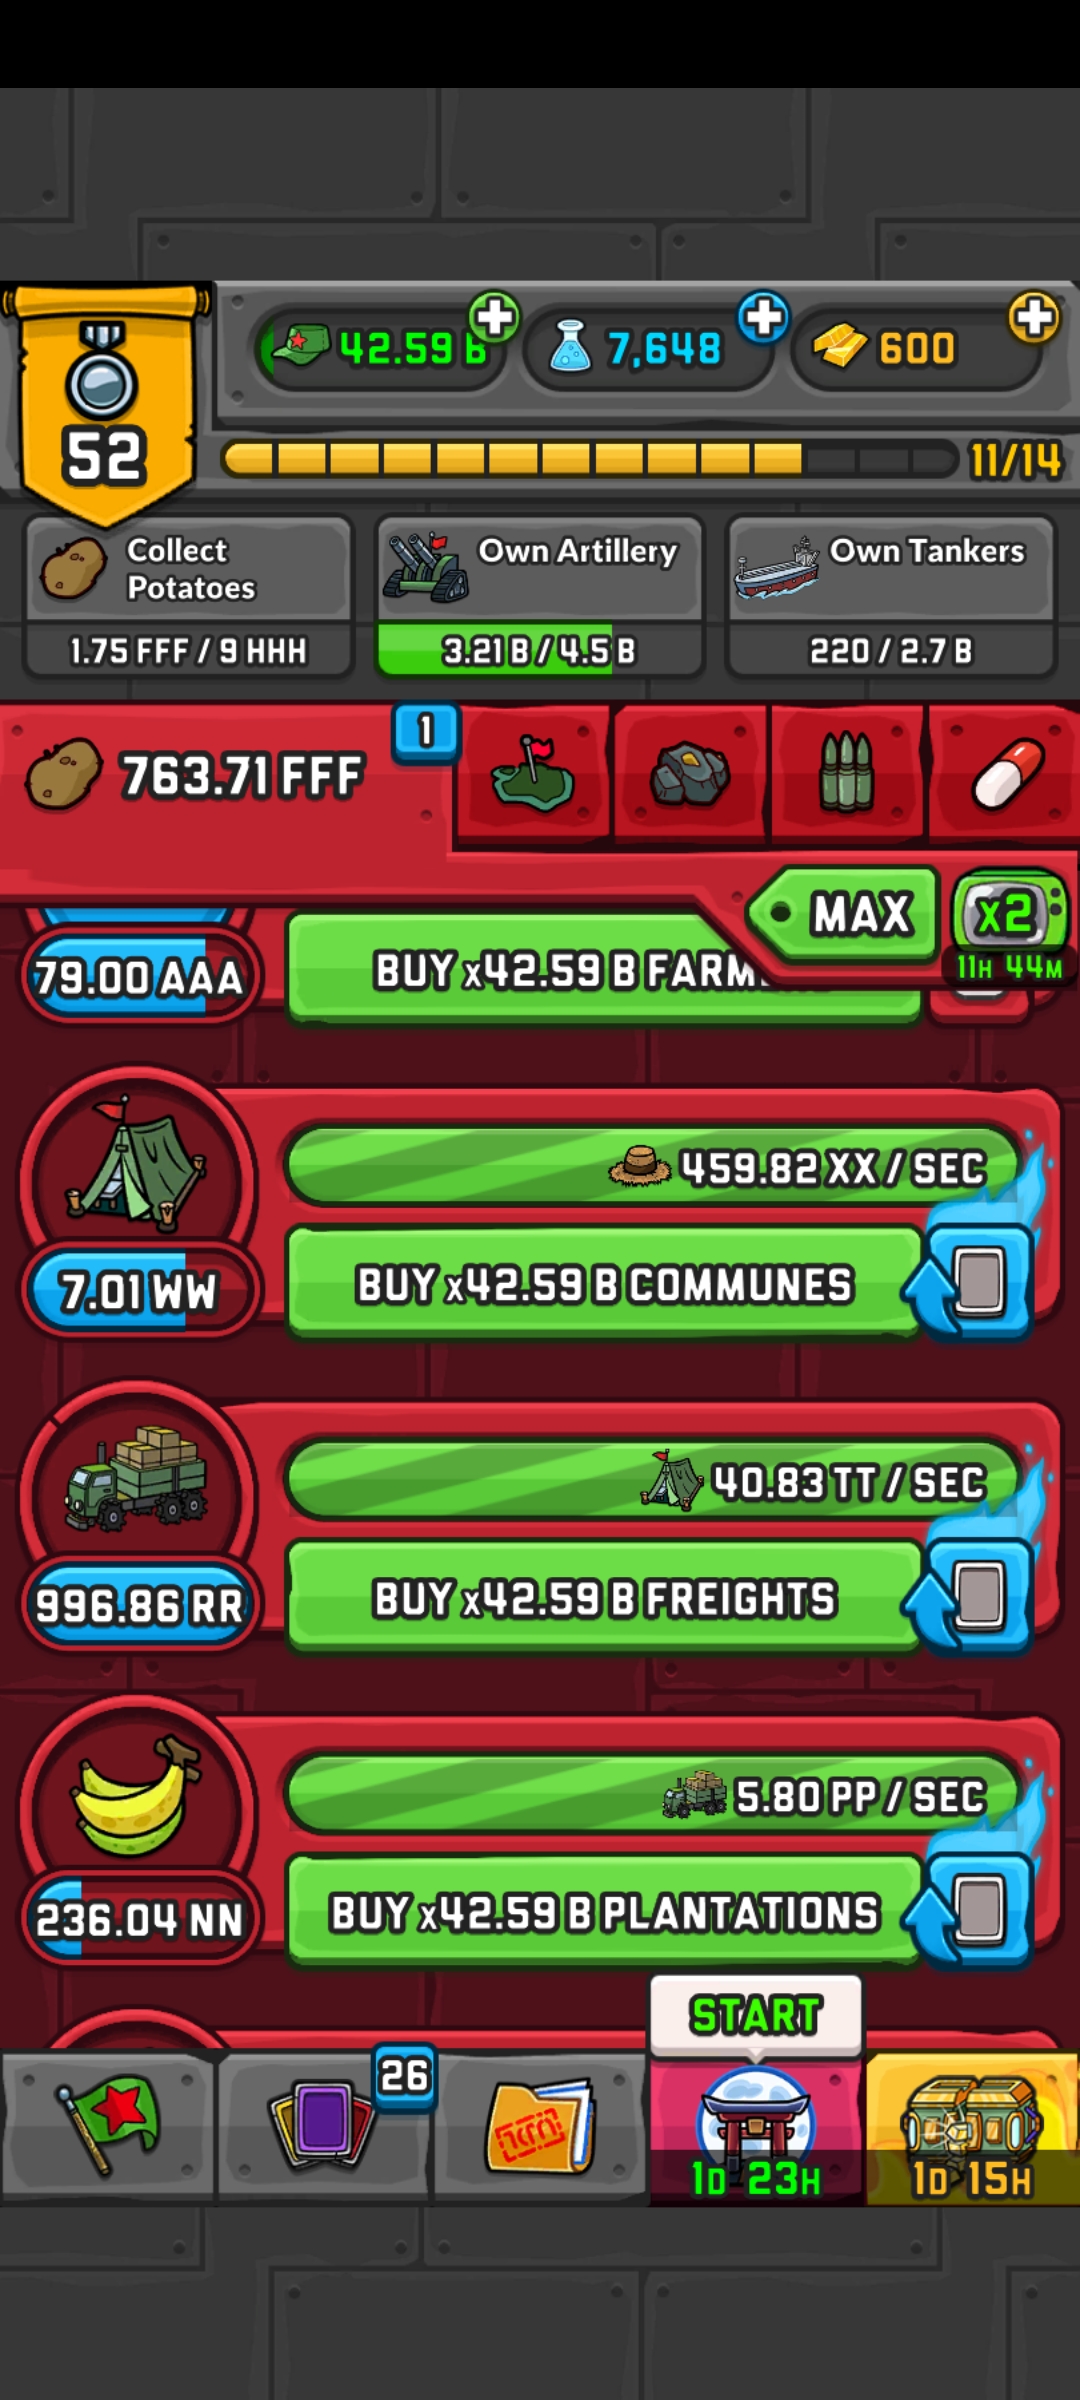 42.59 B
7,648
600
52
11/14
Collect
Potatoes
1.75 FFF / 9 HHH
Own Artillery
3.21 B / 4.5 B
Own Tankers
220 / 2.7 B
763.71 FFF
1
MAX
x2
11H 44M
79.00 AAA
BUY x42.59 B FARM
459.82 XX / SEC
7.01 WW
BUY x42.59 B COMMUNES
40.83 TT / SEC
996.86 RR
BUY x42.59 B FREIGHTS
5.80 PP / SEC
236.04 NN
BUY x42.59 B PLANTATIONS
START
26
1D 23H
1D 15H